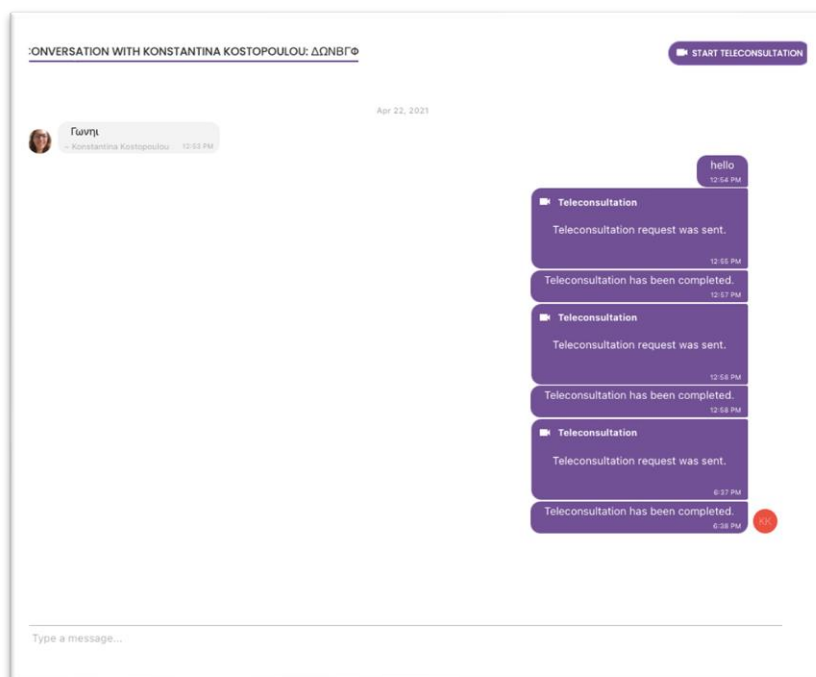 :ONVERSATION WITH KONSTANTINA KOSTOPOULOU: ΔΩΝΒΓΦ
START TELECONSULTATION
Apr 22, 2021
Γωνηι
– Konstantina Kostopoulou 12:53 PM
hello
12:54 PM
Teleconsultation
Teleconsultation request was sent.
12:55 PM
Teleconsultation has been completed.
12:57 PM
Teleconsultation
Teleconsultation request was sent.
12:56 PM
Teleconsultation has been completed.
12:58 PM
Teleconsultation
Teleconsultation request was sent.
6:37 PM
Teleconsultation has been completed.
6:38 PM
KK
Type a message...